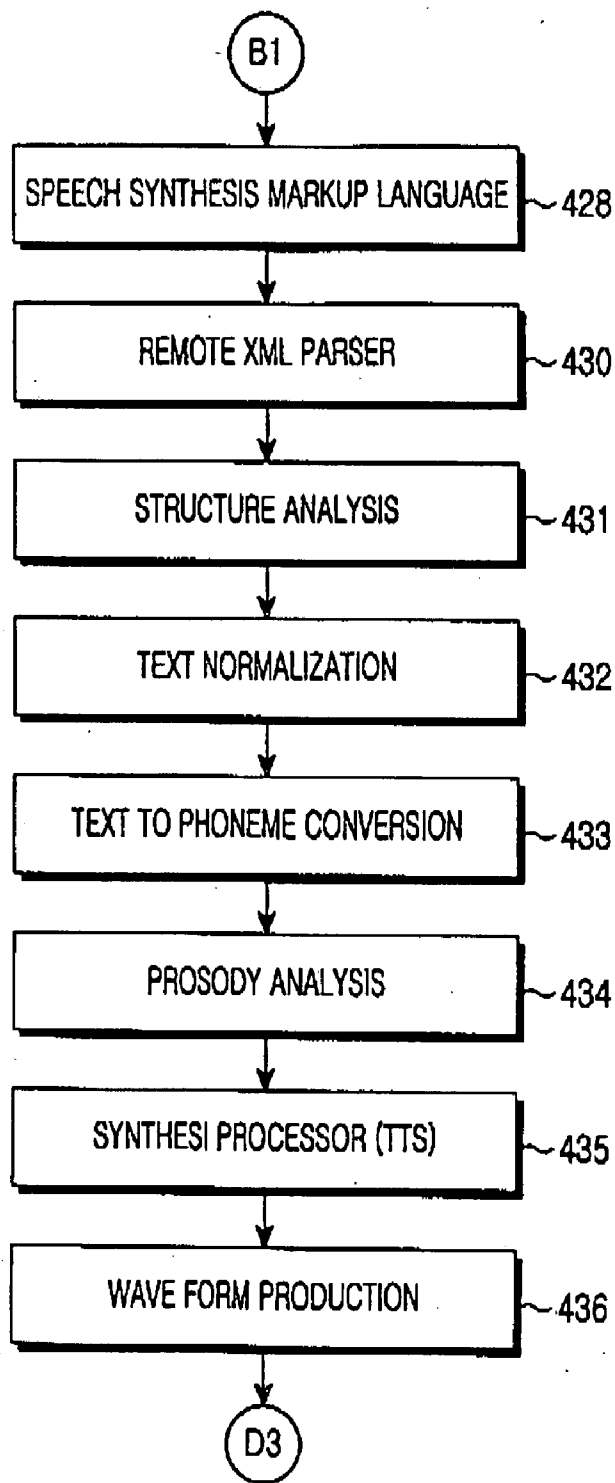 B1
SPEECH SYNTHESIS MARKUP LANGUAGE 428
REMOTE XML PARSER 430
STRUCTURE ANALYSIS 431
TEXT NORMALIZATION 432
TEXT TO PHONEME CONVERSION 433
PROSODY ANALYSIS 434
SYNTHESI PROCESSOR (TTS) 435
WAVE FORM PRODUCTION 436
D3